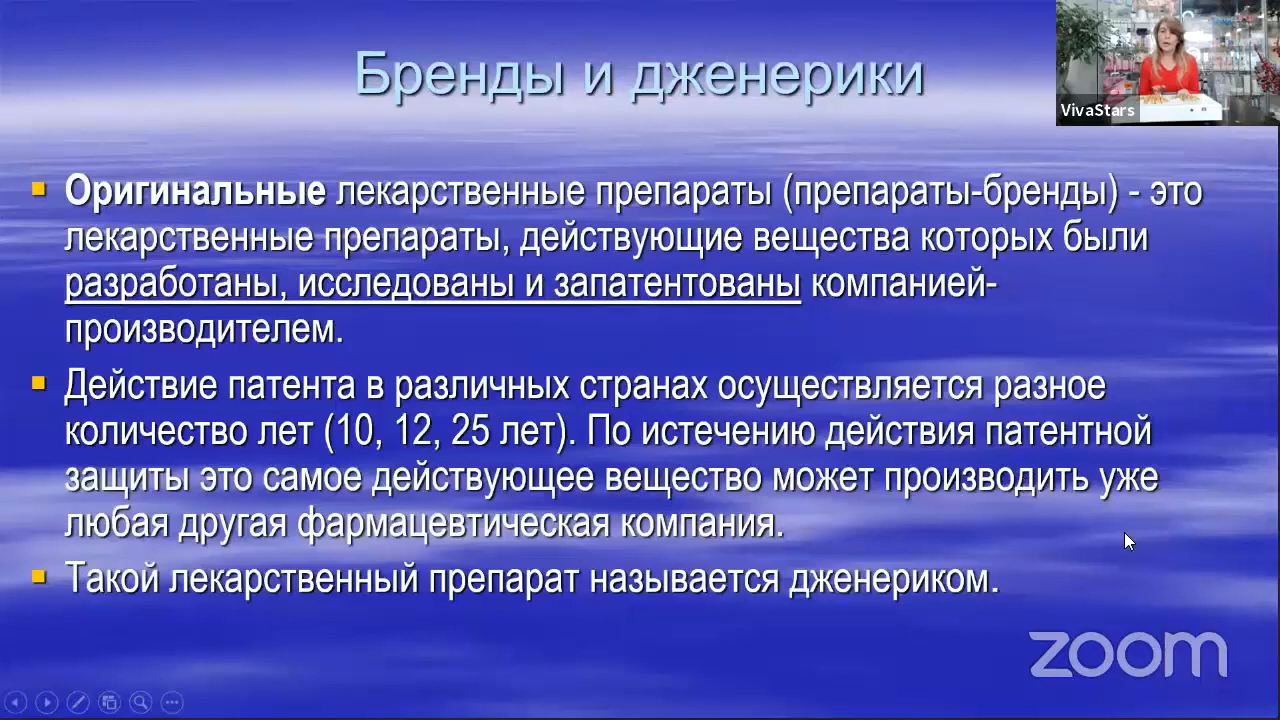 Бренды и дженерики
VivaStars
Оригинальные лекарственные препараты (препараты-бренды) - это
лекарственные препараты, действующие вещества которых были
разработаны, исследованы и запатентованы компанией-
производителем.
Действие патента в различных странах осуществляется разное
количество лет (10, 12, 25 лет). По истечению действия патентной
защиты это самое действующее вещество может производить уже
любая другая фармацевтическая компания.
Такой лекарственный препарат называется дженериком.
zoom